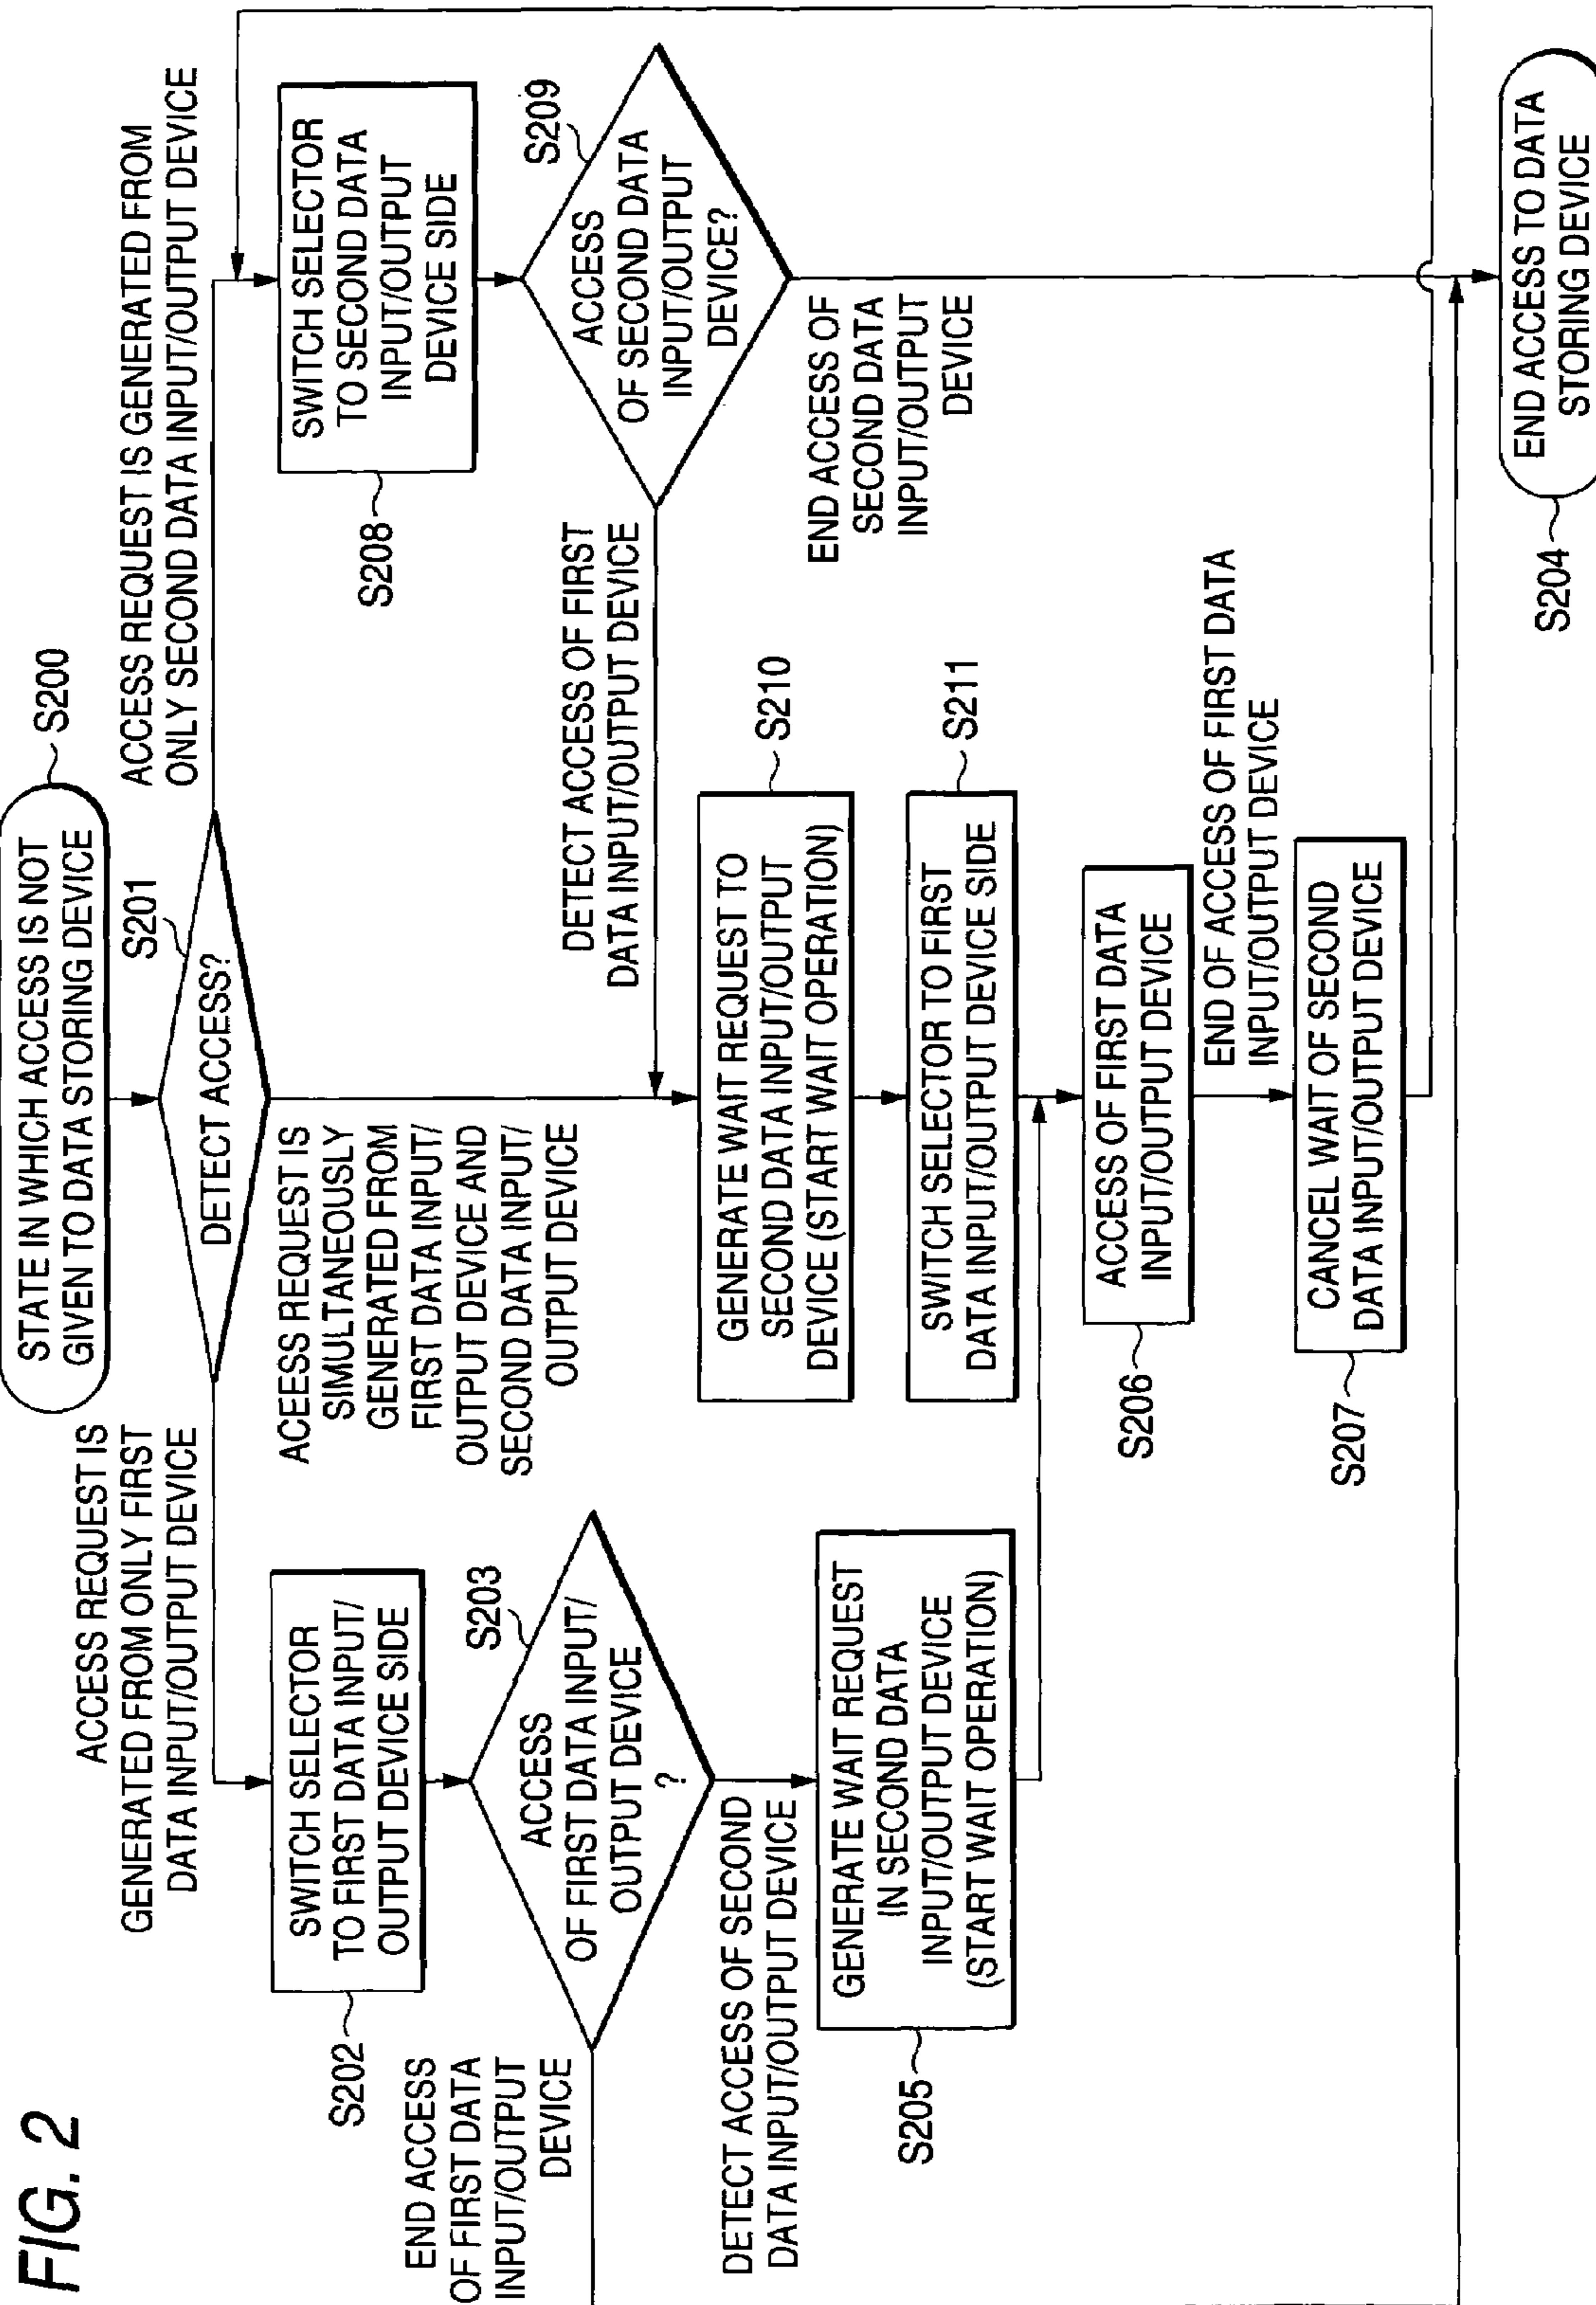 FIG. 2
STATE IN WHICH ACCESS IS NOT
GIVEN TO DATA STORING DEVICE
S200
S201
DETECT ACCESS?
ACCESS REQUEST IS
GENERATED FROM ONLY FIRST
DATA INPUT/OUTPUT DEVICE
ACCESS REQUEST IS GENERATED FROM
ONLY SECOND DATA INPUT/OUTPUT DEVICE
ACEESS REQUEST IS
SIMULTANEOUSLY
GENERATED FROM
FIRST DATA INPUT/
OUTPUT DEVICE AND
SECOND DATA INPUT/
OUTPUT DEVICE
SWITCH SELECTOR
TO FIRST DATA INPUT/
OUTPUT DEVICE SIDE
S202
S203
ACCESS
OF FIRST DATA INPUT/
OUTPUT DEVICE
?
END ACCESS
OF FIRST DATA
INPUT/OUTPUT
DEVICE
DETECT ACCESS OF SECOND
DATA INPUT/OUTPUT DEVICE
GENERATE WAIT REQUEST
IN SECOND DATA
INPUT/OUTPUT DEVICE
(START WAIT OPERATION)
S205
SWITCH SELECTOR
TO SECOND DATA
INPUT/OUTPUT
DEVICE SIDE
S208
S209
ACCESS
OF SECOND DATA
INPUT/OUTPUT
DEVICE?
DETECT ACCESS OF FIRST
DATA INPUT/OUTPUT DEVICE
END ACCESS OF
SECOND DATA
INPUT/OUTPUT
DEVICE
GENERATE WAIT REQUEST TO
SECOND DATA INPUT/OUTPUT
DEVICE (START WAIT OPERATION)
S210
SWITCH SELECTOR TO FIRST
DATA INPUT/OUTPUT DEVICE SIDE
S211
ACCESS OF FIRST DATA
INPUT/OUTPUT DEVICE
S206
END OF ACCESS OF FIRST DATA
INPUT/OUTPUT DEVICE
CANCEL WAIT OF SECOND
DATA INPUT/OUTPUT DEVICE
S207
END ACCESS TO DATA
STORING DEVICE
S204